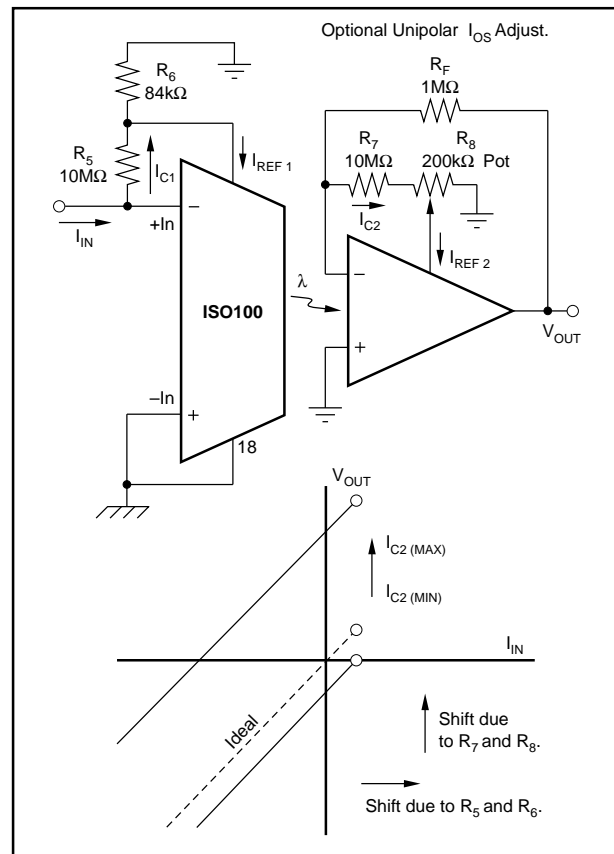 Optional Unipolar I_OS Adjust.
R_6
84kΩ
R_F
1MΩ
R_5
10MΩ
I_C1
I_REF 1
R_7
10MΩ
R_8
200kΩ Pot
I_C2
I_REF 2
I_IN
–
+In
ISO100
λ
–
+
V_OUT
–In
+
18
V_OUT
I_C2 (MAX)
I_C2 (MIN)
I_IN
Ideal
Shift due
to R_7 and R_8.
Shift due to R_5 and R_6.